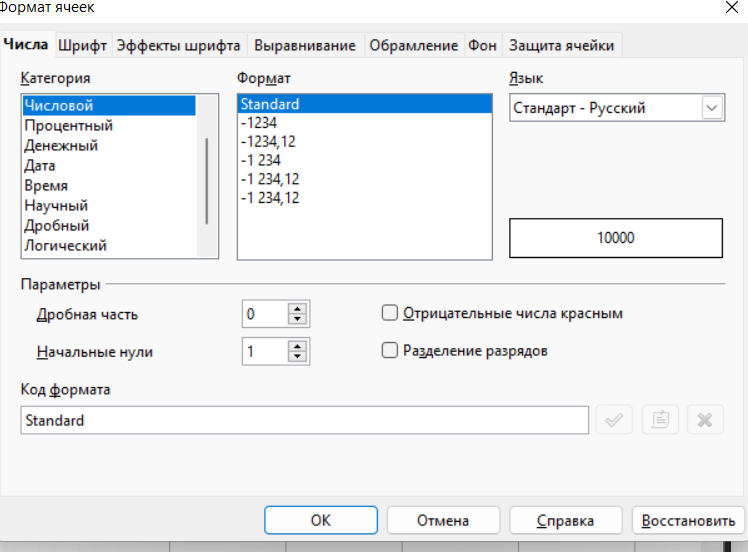 Формат ячеек
Числа Шрифт Эффекты шрифта Выравнивание Обрамление Фон Защита ячейки
Категория
Числовой
Процентный
Денежный
Дата
Время
Научный
Дробный
Логический
Формат
Standard
-1234
-1234,12
-1 234
-1 234,12
-1 234,12
Язык
Стандарт - Русский
10000
Параметры
Дробная часть 0
Отрицательные числа красным
Начальные нули 1
Разделение разрядов
Код формата
Standard
ОК Отмена Справка Восстановить